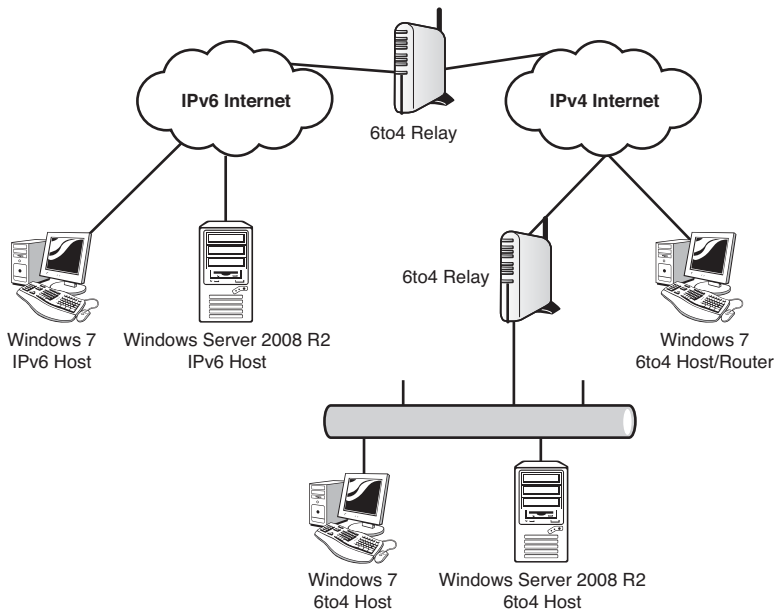 IPv6 Internet
IPv4 Internet
6to4 Relay
6to4 Relay
Windows 7
IPv6 Host
Windows Server 2008 R2
IPv6 Host
Windows 7
6to4 Host/Router
Windows 7
6to4 Host
Windows Server 2008 R2
6to4 Host